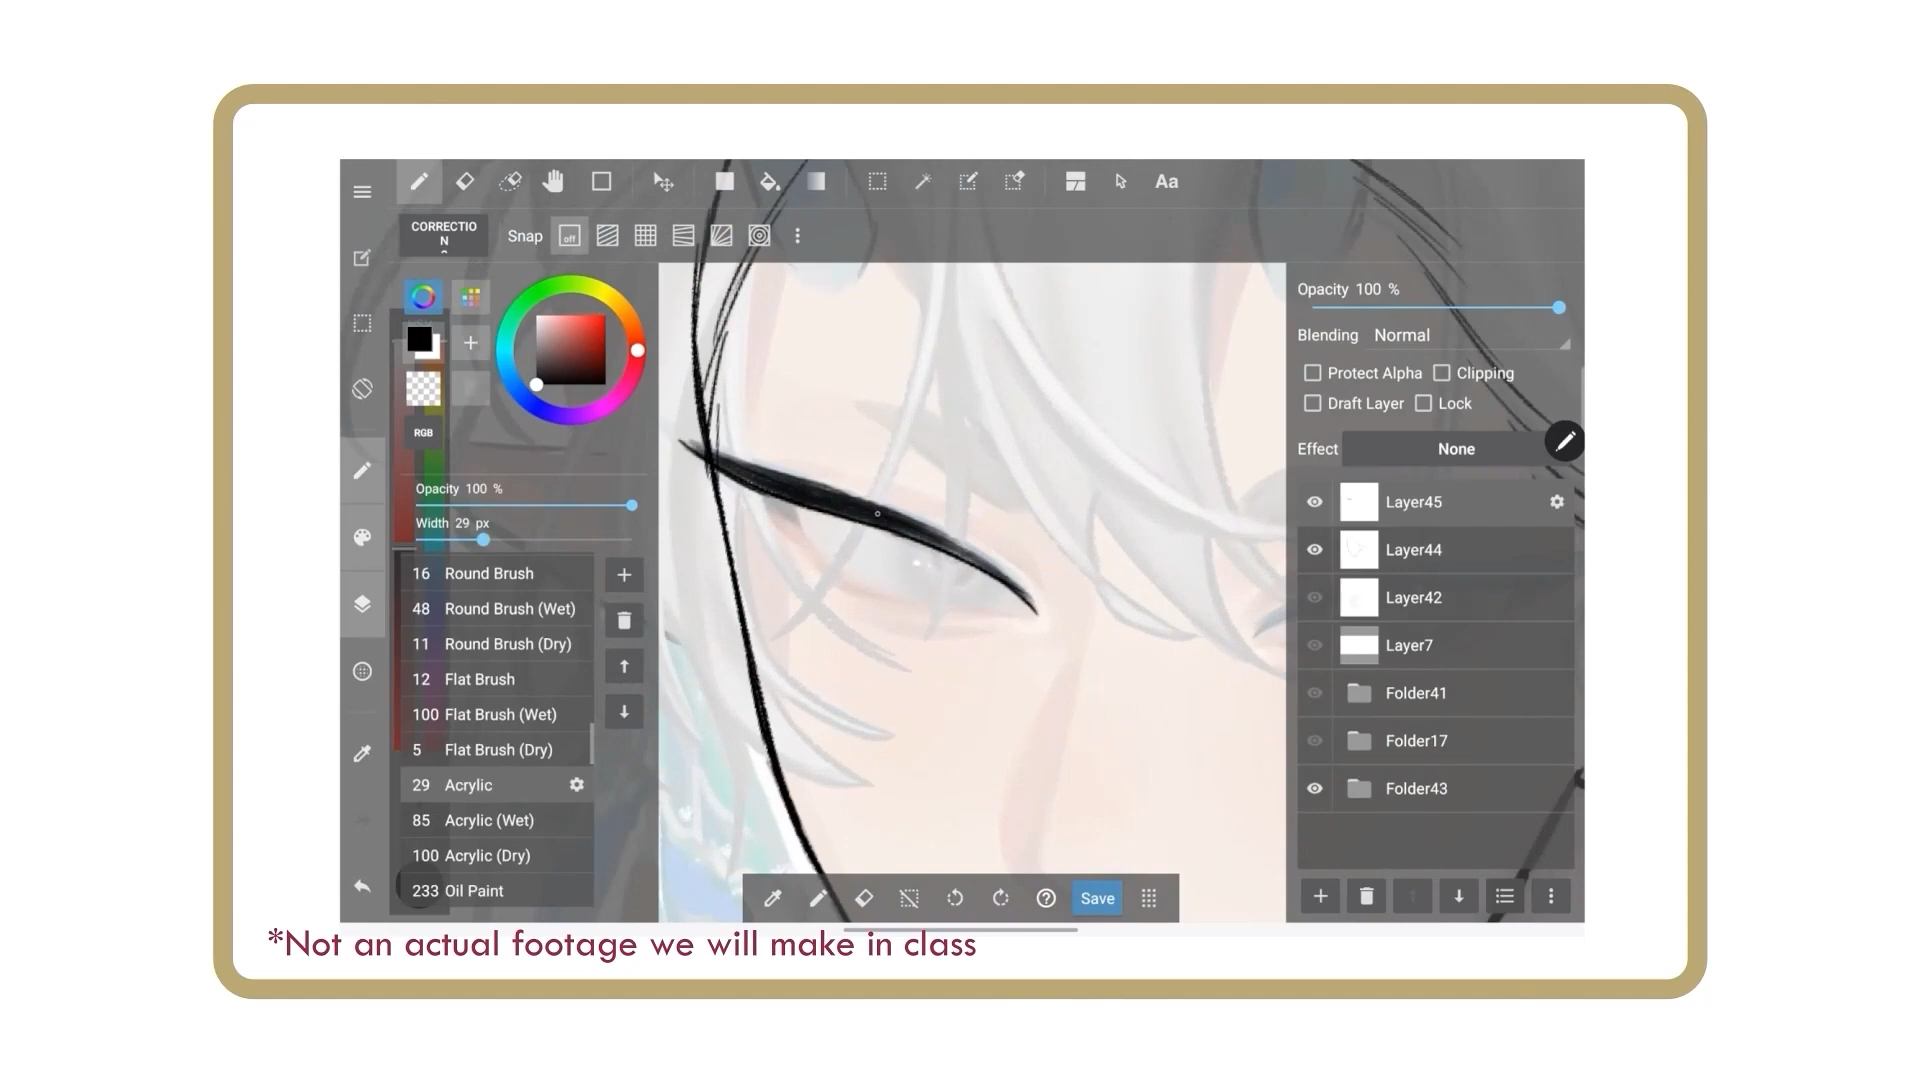 Aa
CORRECTIO
N
Snap
off
RGB
Opacity 100 %
Width 29 px
16 Round Brush
48 Round Brush (Wet)
11 Round Brush (Dry)
12 Flat Brush
100 Flat Brush (Wet)
5 Flat Brush (Dry)
29 Acrylic
85 Acrylic (Wet)
100 Acrylic (Dry)
233 Oil Paint
Save
Opacity 100 %
Blending Normal
Protect Alpha Clipping
Draft Layer Lock
Effect None
Layer45
Layer44
Layer42
Layer7
Folder41
Folder17
Folder43
*Not an actual footage we will make in class